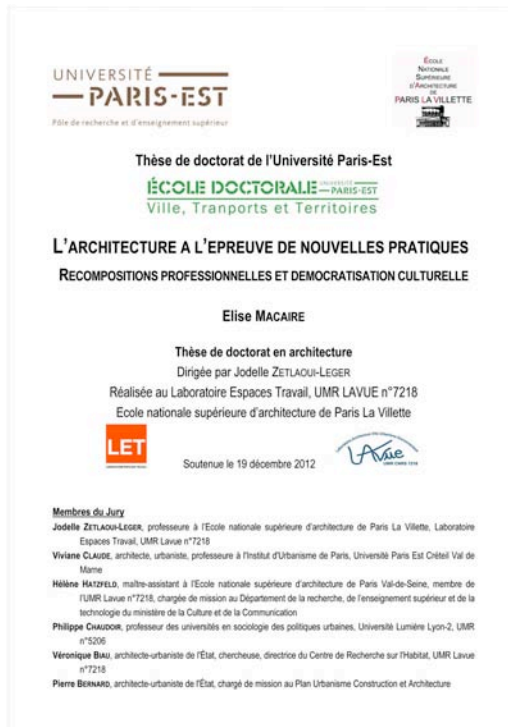 UNIVERSITÉ
PARIS-EST
Pôle de recherche et d'enseignement supérieur
ÉCOLE
NATIONALE
SUPÉRIEURE
D'ARCHITECTURE
DE
PARIS LA VILLETTE
Thèse de doctorat de l'Université Paris-Est
ÉCOLE DOCTORALE UNIVERSITÉ PARIS-EST
Ville, Tranports et Territoires
L'ARCHITECTURE A L'EPREUVE DE NOUVELLES PRATIQUES
RECOMPOSITIONS PROFESSIONNELLES ET DEMOCRATISATION CULTURELLE
Elise MACAIRE
Thèse de doctorat en architecture
Dirigée par Jodelle ZETLAOUI-LEGER
Réalisée au Laboratoire Espaces Travail, UMR LAVUE n°7218
Ecole nationale supérieure d'architecture de Paris La Villette
LET
Soutenue le 19 décembre 2012
LAVue
UMR CNRS 7218
Membres du Jury
Jodelle ZETLAOUI-LEGER, professeure à l'Ecole nationale supérieure d'architecture de Paris La Villette, Laboratoire
Espaces Travail, UMR Lavue n°7218
Viviane CLAUDE, architecte, urbaniste, professeure à l'Institut d'Urbanisme de Paris, Université Paris Est Créteil Val de
Marne
Hélène HATZFELD, maître-assistant à l'Ecole nationale supérieure d'architecture de Paris Val-de-Seine, membre de
l'UMR Lavue n°7218, chargée de mission au Département de la recherche, de l'enseignement supérieur et de la
technologie du ministère de la Culture et de la Communication
Philippe CHAUDOIR, professeur des universités en sociologie des politiques urbaines, Université Lumière Lyon-2, UMR
n°5206
Véronique BIAU, architecte-urbaniste de l'État, chercheuse, directrice du Centre de Recherche sur l'Habitat, UMR Lavue
n°7218
Pierre BERNARD, architecte-urbaniste de l'État, chargé de mission au Plan Urbanisme Construction et Architecture